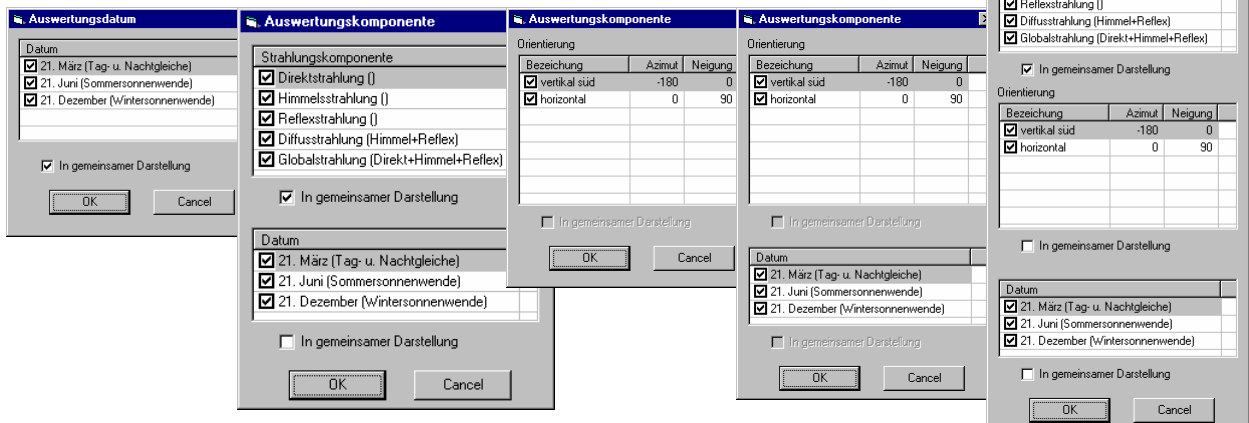 Auswertungsdatum
Datum
21. März (Tag- u. Nachtgleiche)
21. Juni (Sommersonnenwende)
21. Dezember (Wintersonnenwende)
In gemeinsamer Darstellung
OK Cancel
Auswertungskomponente
Strahlungskomponente
Direktstrahlung ()
Himmelsstrahlung ()
Reflexstrahlung ()
Diffusstrahlung (Himmel+Reflex)
Globalstrahlung (Direkt+Himmel+Reflex)
In gemeinsamer Darstellung
Datum
21. März (Tag- u. Nachtgleiche)
21. Juni (Sommersonnenwende)
21. Dezember (Wintersonnenwende)
In gemeinsamer Darstellung
OK Cancel
Auswertungskomponente
Orientierung
Bezeichung Azimut Neigung
vertikal süd -180 0
horizontal 0 90
In gemeinsamer Darstellung
OK Cancel
Auswertungskomponente
Orientierung
Bezeichung Azimut Neigung
vertikal süd -180 0
horizontal 0 90
In gemeinsamer Darstellung
Datum
21. März (Tag- u. Nachtgleiche)
21. Juni (Sommersonnenwende)
21. Dezember (Wintersonnenwende)
In gemeinsamer Darstellung
OK Cancel
Reflexstrahlung ()
Diffusstrahlung (Himmel+Reflex)
Globalstrahlung (Direkt+Himmel+Reflex)
In gemeinsamer Darstellung
Orientierung
Bezeichung Azimut Neigung
vertikal süd -180 0
horizontal 0 90
In gemeinsamer Darstellung
Datum
21. März (Tag- u. Nachtgleiche)
21. Juni (Sommersonnenwende)
21. Dezember (Wintersonnenwende)
In gemeinsamer Darstellung
OK Cancel